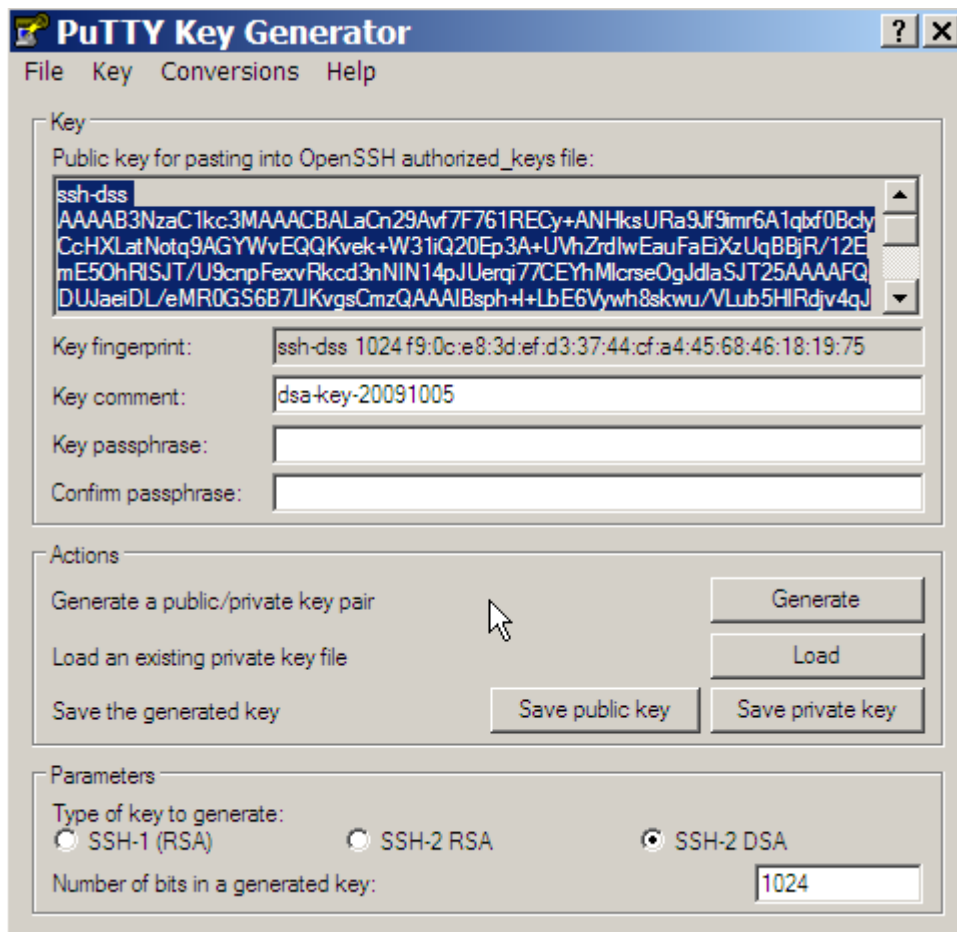 PuTTY Key Generator
File Key Conversions Help
Key
Public key for pasting into OpenSSH authorized_keys file:
ssh-dss
AAAAB3NzaC1kc3MAAACBALaCn29Avf7F761RECy+ANHksURa9Jf9imr6A1qlxf0Bcly
CcHXLatNotq9AGYWvEQQKvek+W31iQ20Ep3A+UVhZrdIwEauFaEiXzUqBBjR/12E
mE5OhRISJT/U9cnpFexvRkcd3nNIN14pJUerqi77CEYhMlcrseOgJdlaSJT25AAAAFQ
DUJaeiDL/eMR0GS6B7LIKvgsCmzQAAAIBsph+l+LbE6Vywh8skwu/VLub5HIRdjv4qJ
Key fingerprint: ssh-dss 1024 f9:0c:e8:3d:ef:d3:37:44:cf:a4:45:68:46:18:19:75
Key comment: dsa-key-20091005
Key passphrase:
Confirm passphrase:
Actions
Generate a public/private key pair Generate
Load an existing private key file Load
Save the generated key Save public key Save private key
Parameters
Type of key to generate:
SSH-1 (RSA) SSH-2 RSA SSH-2 DSA
Number of bits in a generated key: 1024